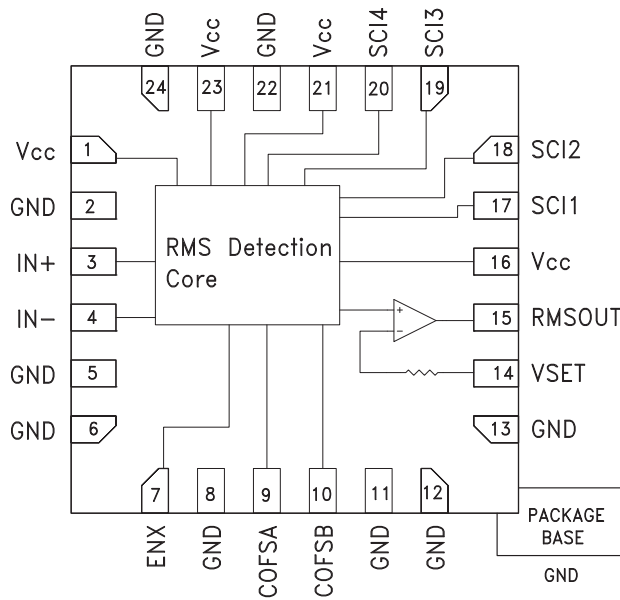 GND
Vcc
GND
Vcc
SCI4
SCI3
24
23
22
21
20
19
Vcc
1
18
SCI2
GND
2
17
SCI1
IN+
3
RMS Detection
Core
16
Vcc
IN-
4
+
-
15
RMSOUT
GND
5
14
VSET
GND
6
13
GND
7
8
9
10
11
12
ENX
GND
COFSA
COFSB
GND
GND
PACKAGE
BASE
GND